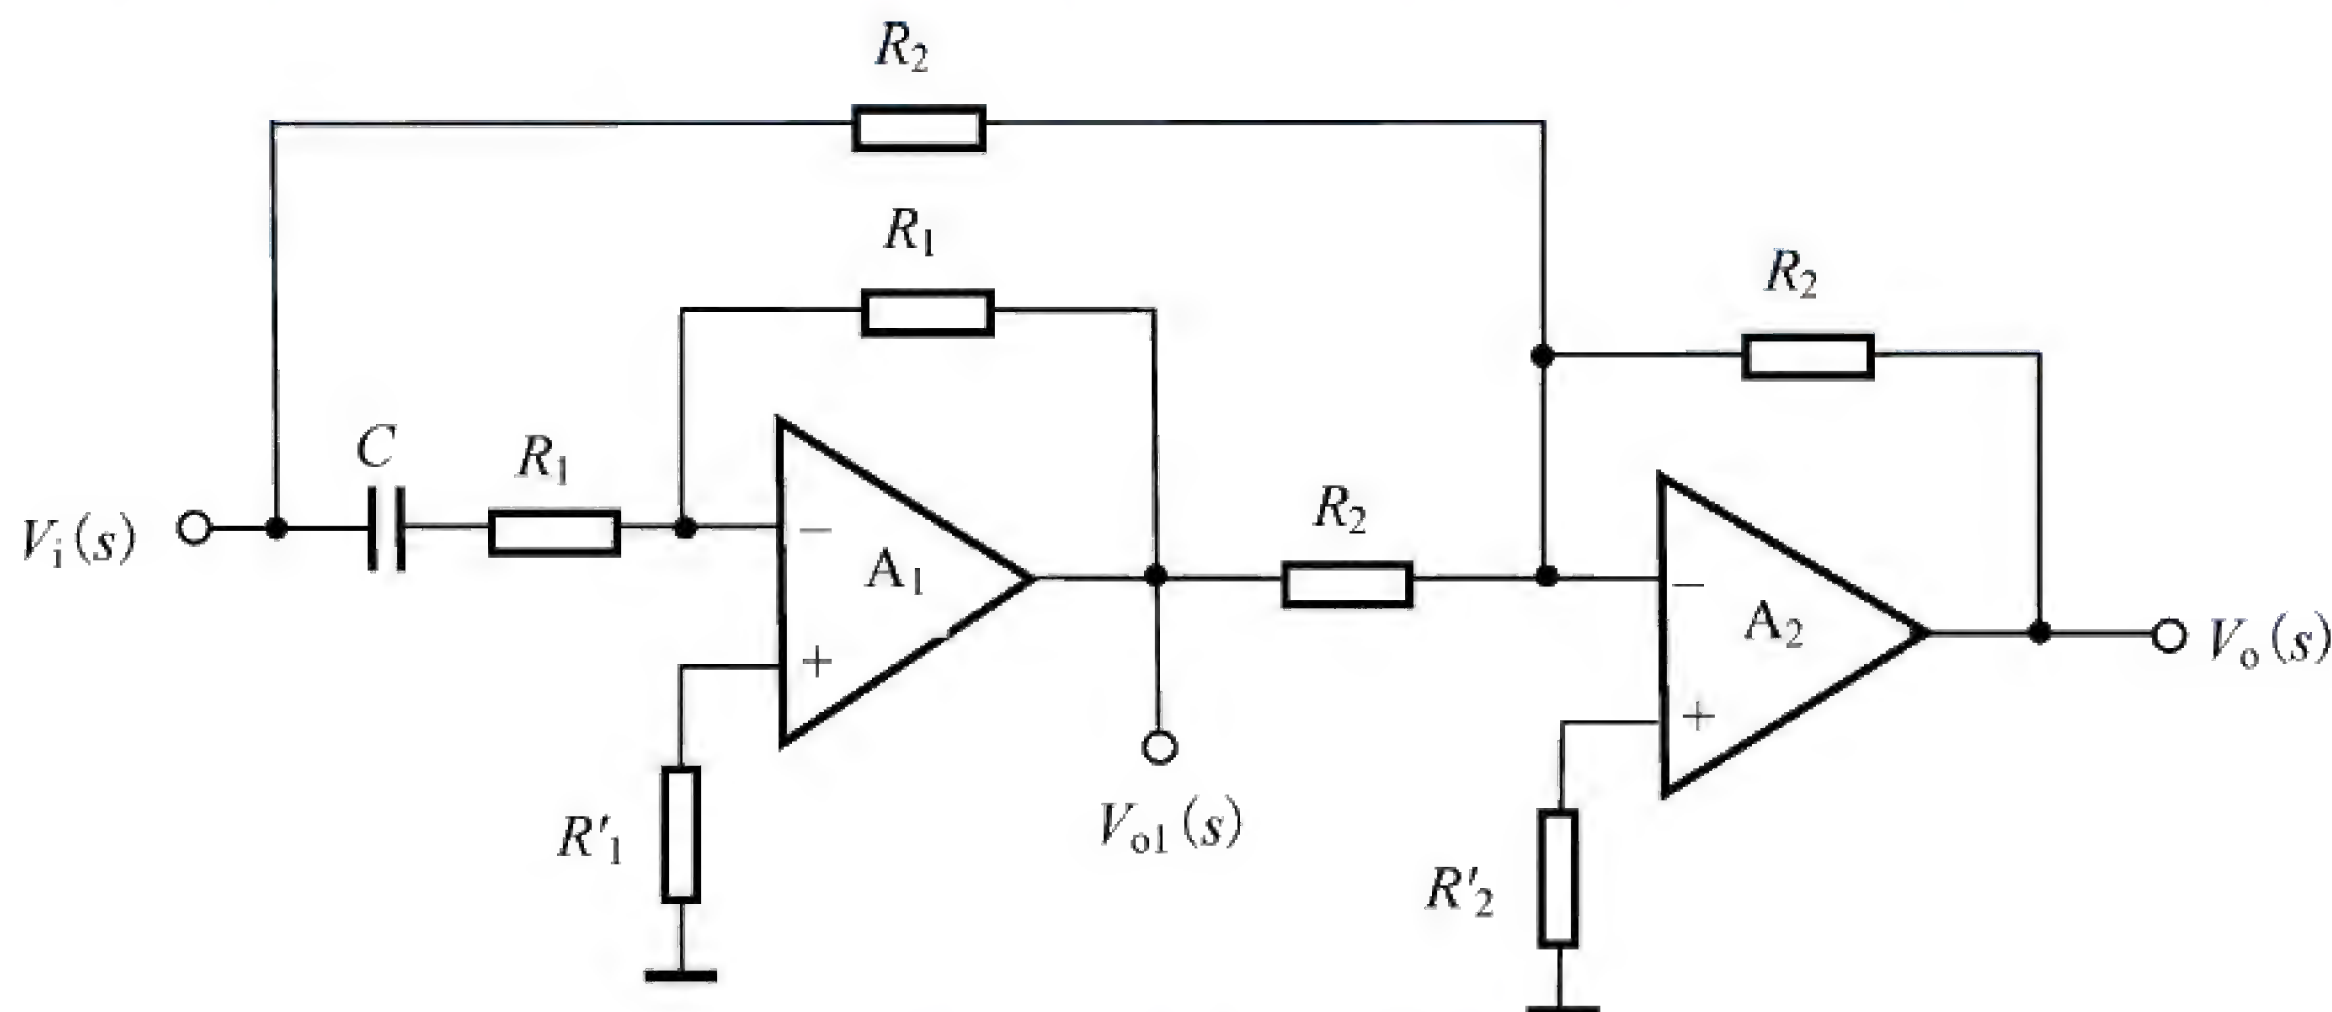 R₂
R₁
R₂
C
R₁
Vᵢ(s)
−
A₁
+
R₂
−
A₂
+
Vₒ(s)
R'₁
Vₒ₁(s)
R'₂